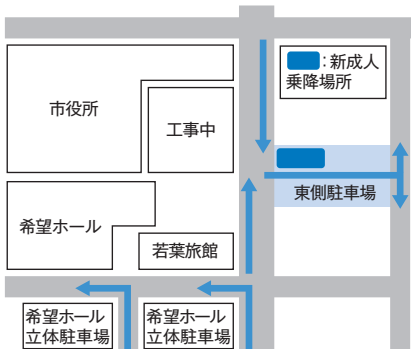 :新成人
乗降場所
市役所
工事中
東側駐車場
希望ホール
若葉旅館
希望ホール
立体駐車場
希望ホール
立体駐車場